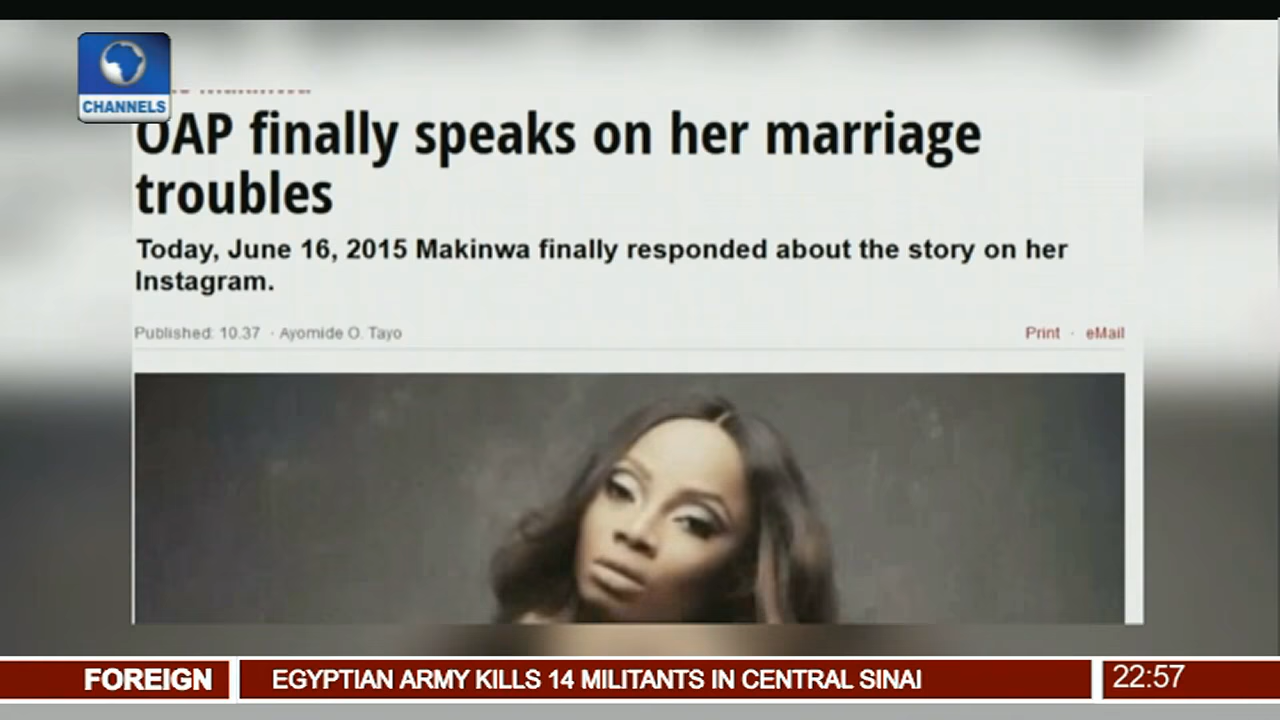 CHANNELS
OAP finally speaks on her marriage
troubles
Today, June 16, 2015 Makinwa finally responded about the story on her
Instagram.
Published: 10.37 · Ayomide O. Tayo
Print · eMail
FOREIGN
EGYPTIAN ARMY KILLS 14 MILITANTS IN CENTRAL SINAI
22:57